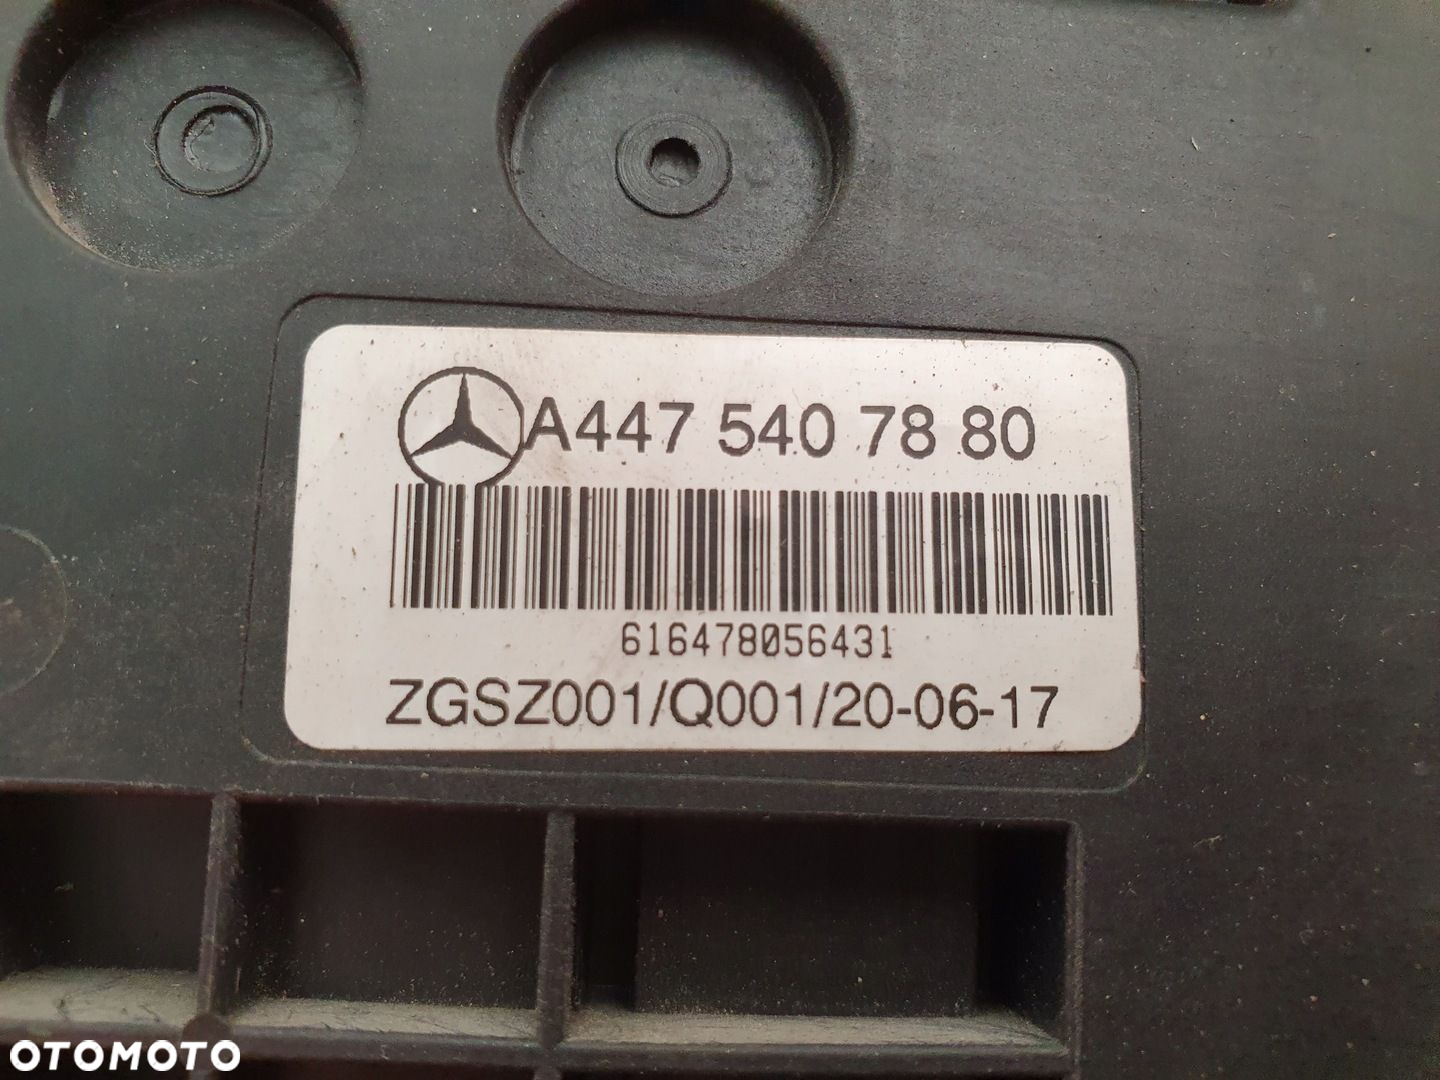 A447 540 78 80
616478056431
ZGSZ001/Q001/20-06-17
OTOMOTO